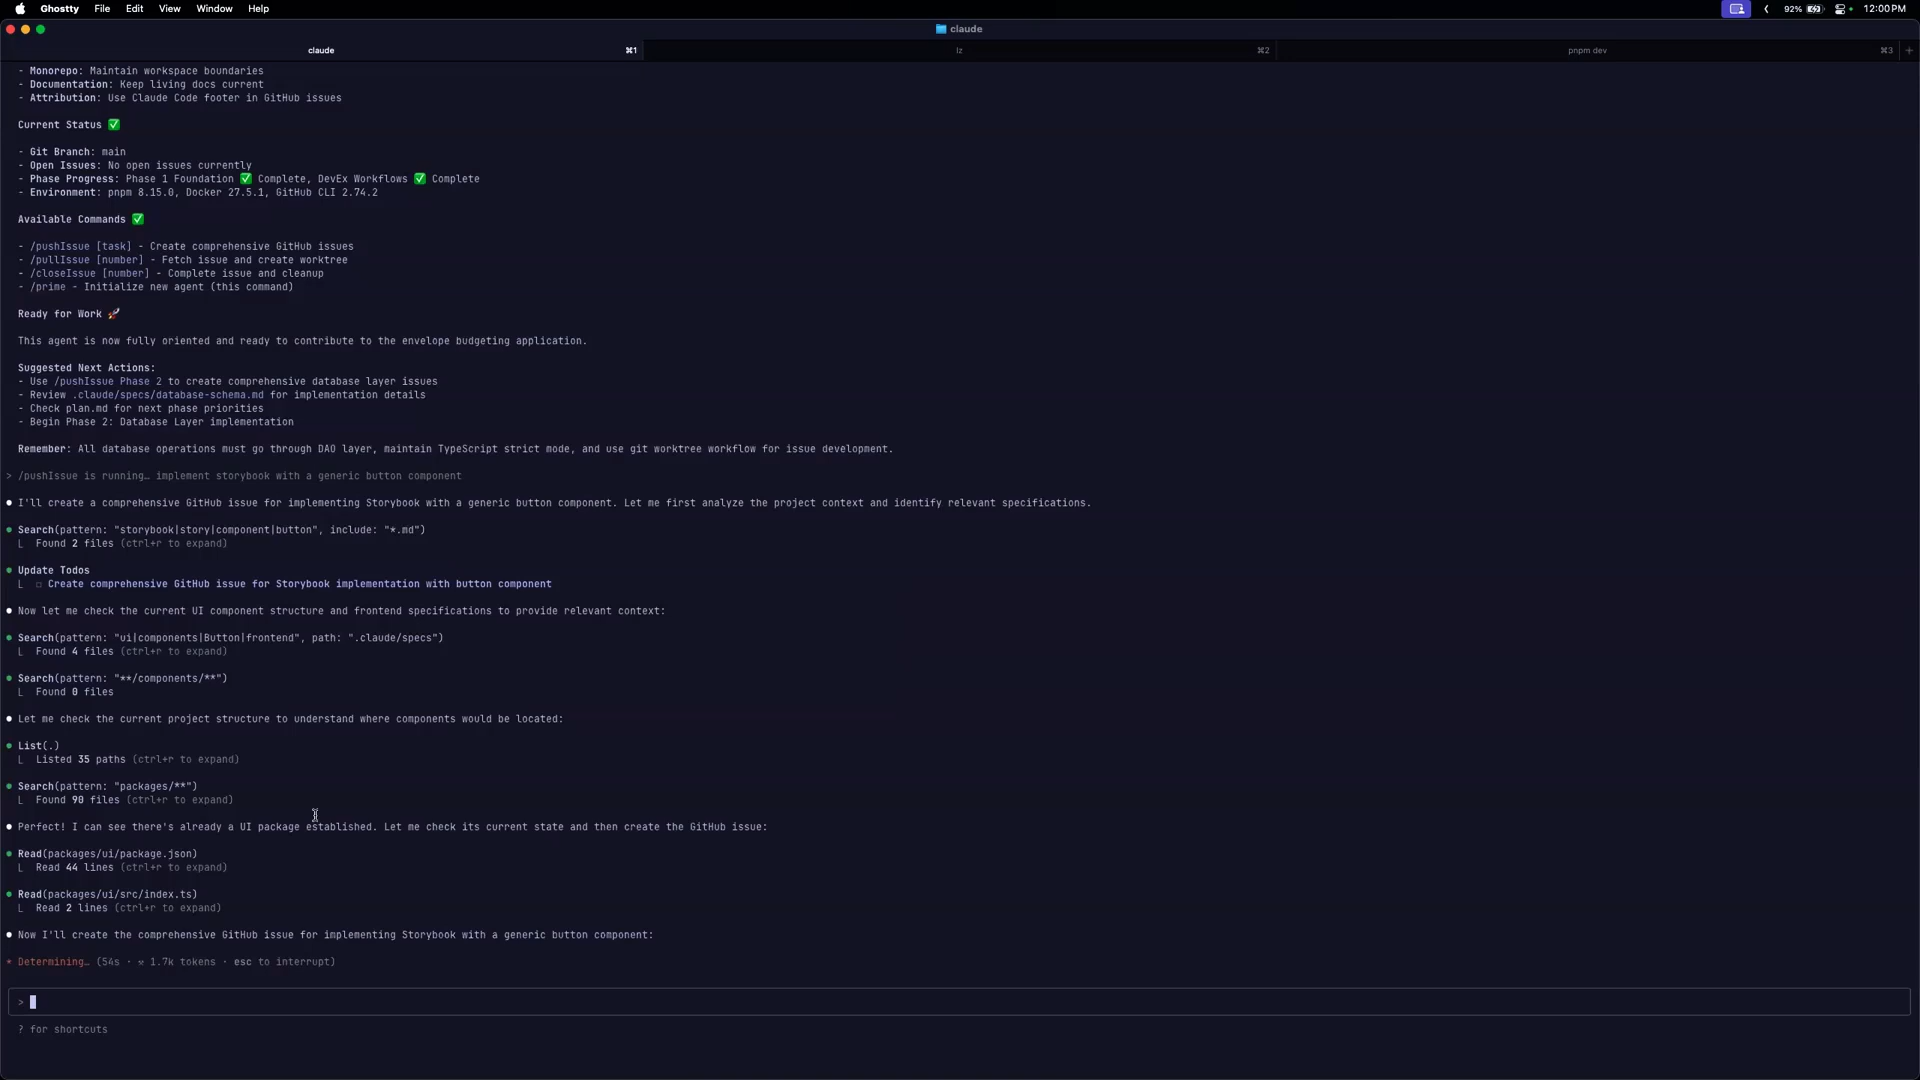 Ghostty File Edit View Window Help 92% 12:00 PM
claude
claude ⌘1 lz ⌘2 pnpm dev ⌘3 +
- Monorepo: Maintain workspace boundaries
- Documentation: Keep living docs current
- Attribution: Use Claude Code footer in GitHub issues
Current Status ✅
- Git Branch: main
- Open Issues: No open issues currently
- Phase Progress: Phase 1 Foundation ✅ Complete, DevEx Workflows ✅ Complete
- Environment: pnpm 8.15.0, Docker 27.5.1, GitHub CLI 2.74.2
Available Commands ✅
- /pushIssue [task] - Create comprehensive GitHub issues
- /pullIssue [number] - Fetch issue and create worktree
- /closeIssue [number] - Complete issue and cleanup
- /prime - Initialize new agent (this command)
Ready for Work 🚀
This agent is now fully oriented and ready to contribute to the envelope budgeting application.
Suggested Next Actions:
- Use /pushIssue Phase 2 to create comprehensive database layer issues
- Review .claude/specs/database-schema.md for implementation details
- Check plan.md for next phase priorities
- Begin Phase 2: Database Layer implementation
Remember: All database operations must go through DAO layer, maintain TypeScript strict mode, and use git worktree workflow for issue development.
> /pushIssue is running… implement storybook with a generic button component
● I'll create a comprehensive GitHub issue for implementing Storybook with a generic button component. Let me first analyze the project context and identify relevant specifications.
● Search(pattern: "storybook|story|component|button", include: "*.md")
⎿ Found 2 files (ctrl+r to expand)
● Update Todos
⎿ ☐ Create comprehensive GitHub issue for Storybook implementation with button component
● Now let me check the current UI component structure and frontend specifications to provide relevant context:
● Search(pattern: "ui|components|Button|frontend", path: ".claude/specs")
⎿ Found 4 files (ctrl+r to expand)
● Search(pattern: "**/components/**")
⎿ Found 0 files
● Let me check the current project structure to understand where components would be located:
● List(.)
⎿ Listed 35 paths (ctrl+r to expand)
● Search(pattern: "packages/**")
⎿ Found 90 files (ctrl+r to expand)
● Perfect! I can see there's already a UI package established. Let me check its current state and then create the GitHub issue:
● Read(packages/ui/package.json)
⎿ Read 44 lines (ctrl+r to expand)
● Read(packages/ui/src/index.ts)
⎿ Read 2 lines (ctrl+r to expand)
● Now I'll create the comprehensive GitHub issue for implementing Storybook with a generic button component:
* Determining… (54s · ⚒ 1.7k tokens · esc to interrupt)
>
? for shortcuts